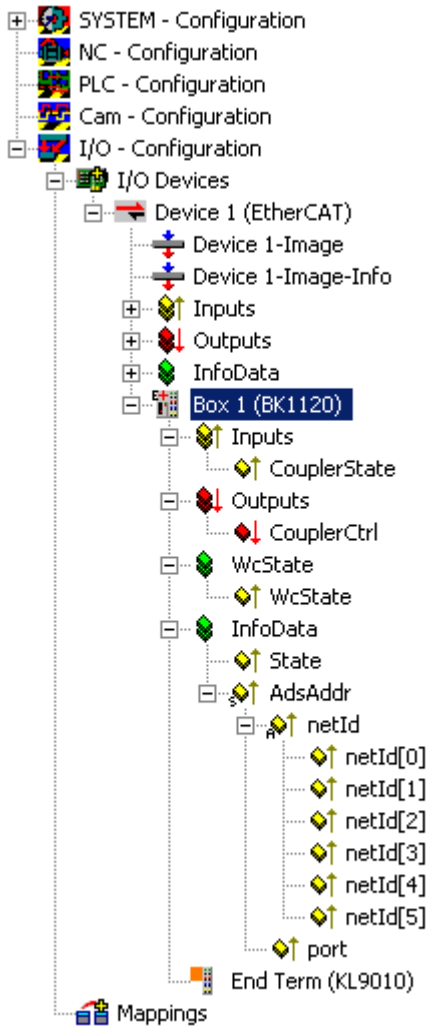 SYSTEM - Configuration
NC - Configuration
PLC - Configuration
Cam - Configuration
I/O - Configuration
I/O Devices
Device 1 (EtherCAT)
Device 1-Image
Device 1-Image-Info
Inputs
Outputs
InfoData
Box 1 (BK1120)
Inputs
CouplerState
Outputs
CouplerCtrl
WcState
WcState
InfoData
State
AdsAddr
netId
netId[0]
netId[1]
netId[2]
netId[3]
netId[4]
netId[5]
port
End Term (KL9010)
Mappings